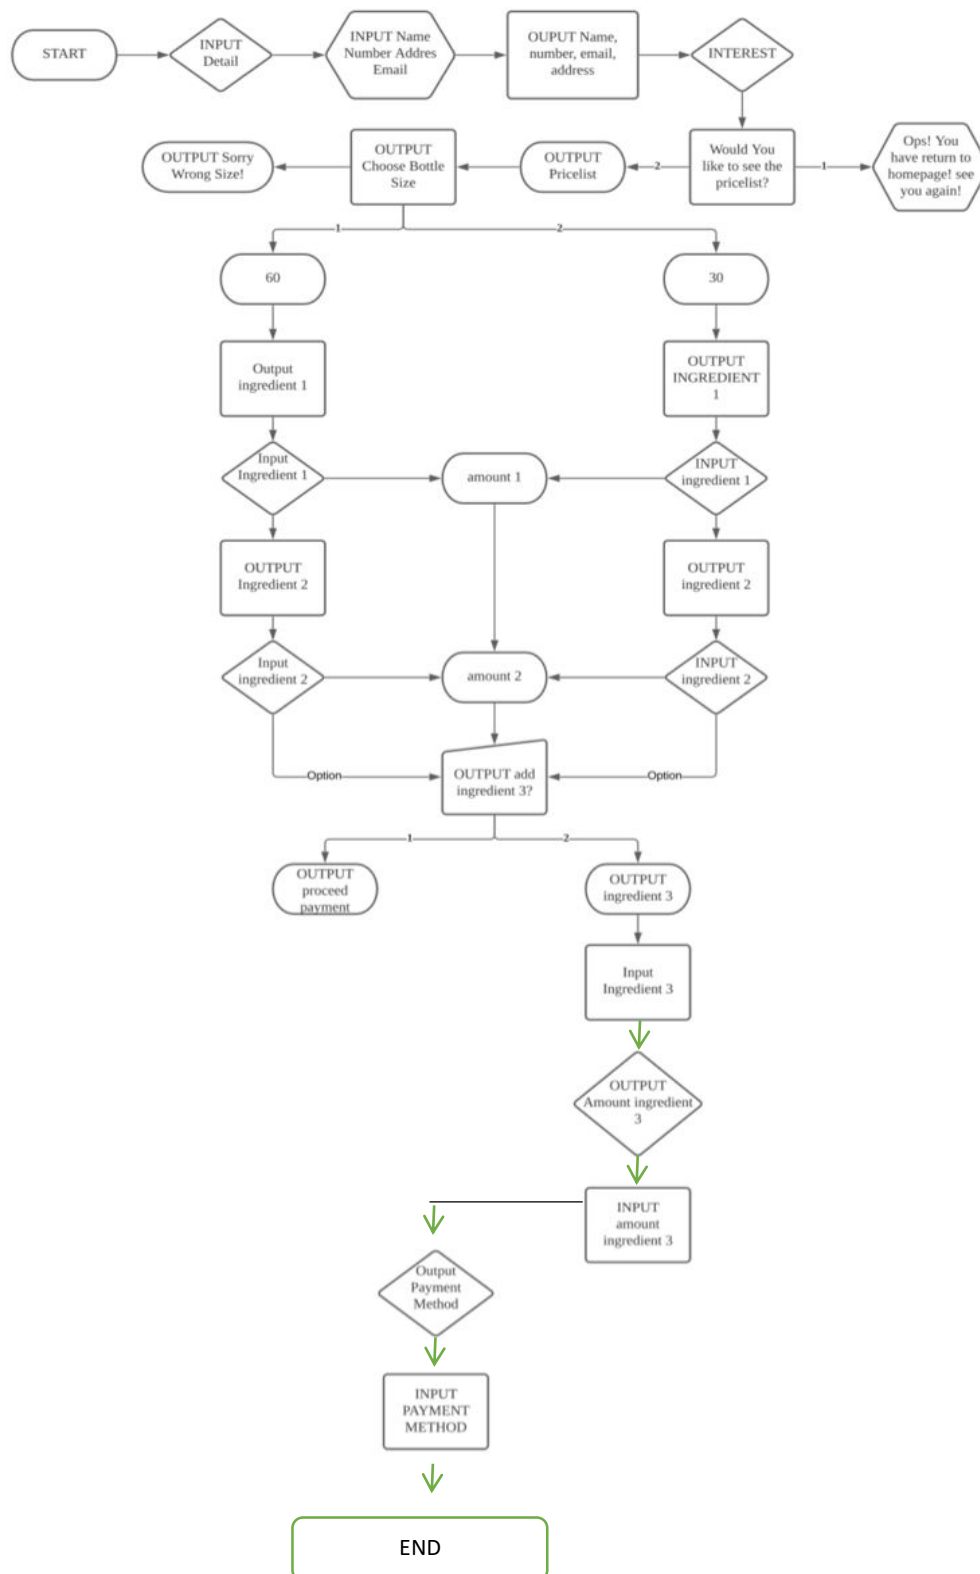 START
INPUT
Detail
INPUT Name
Number Addres
Email
OUPUT Name,
number, email,
address
INTEREST
OUTPUT Sorry
Wrong Size!
OUTPUT
Choose Bottle
Size
OUTPUT
Pricelist
2
Would You
like to see the
pricelist?
1
Ops! You
have return to
homepage! see
you again!
1
2
60
30
Output
ingredient 1
OUTPUT
INGREDIENT
1
Input
Ingredient 1
amount 1
INPUT
ingredient 1
OUTPUT
Ingredient 2
OUTPUT
ingredient 2
Input
ingredient 2
amount 2
INPUT
ingredient 2
Option
OUTPUT add
ingredient 3?
Option
1
2
OUTPUT
proceed
payment
OUTPUT
ingredient 3
Input
Ingredient 3
OUTPUT
Amount ingredient
3
INPUT
amount
ingredient 3
Output
Payment
Method
INPUT
PAYMENT
METHOD
END